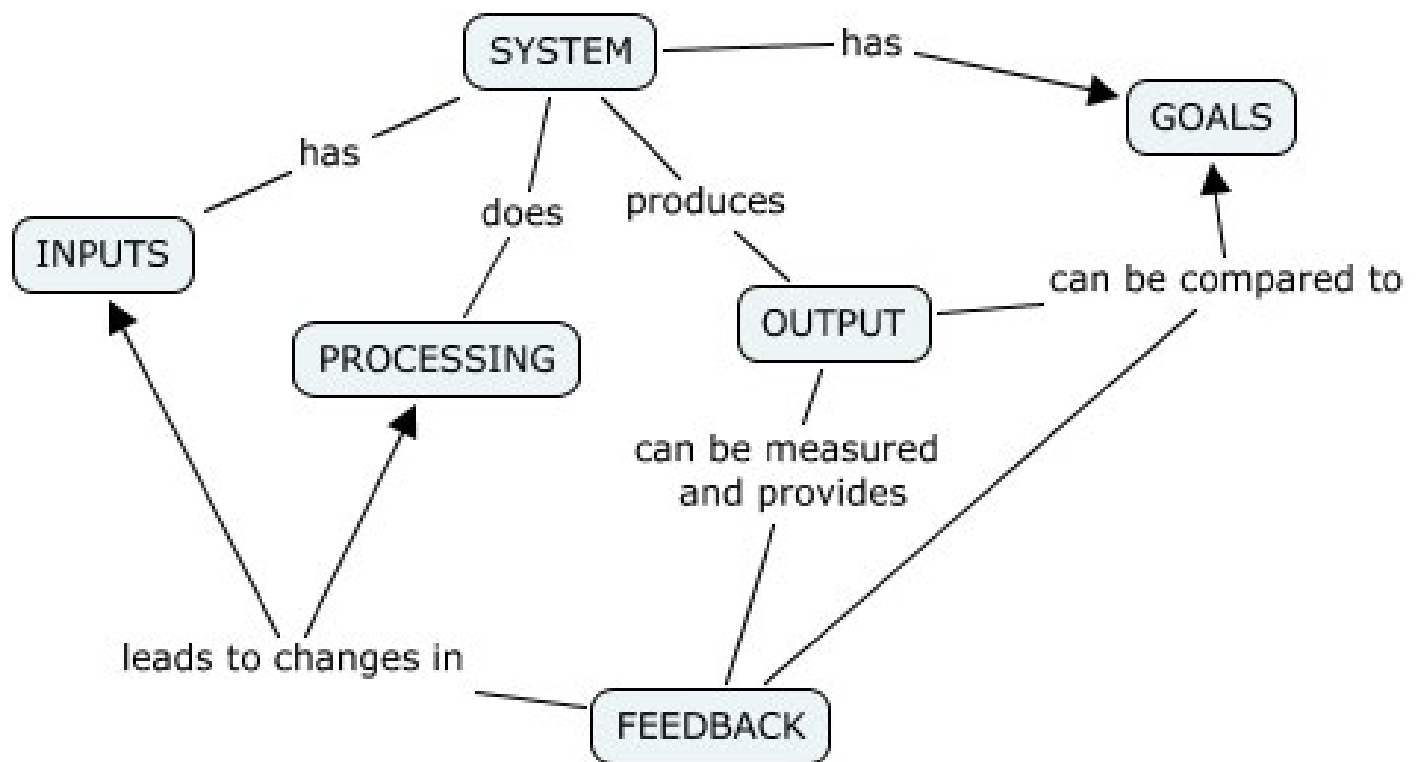 SYSTEM
has
GOALS
has
does
produces
INPUTS
can be compared to
OUTPUT
PROCESSING
can be measured
and provides
leads to changes in
FEEDBACK